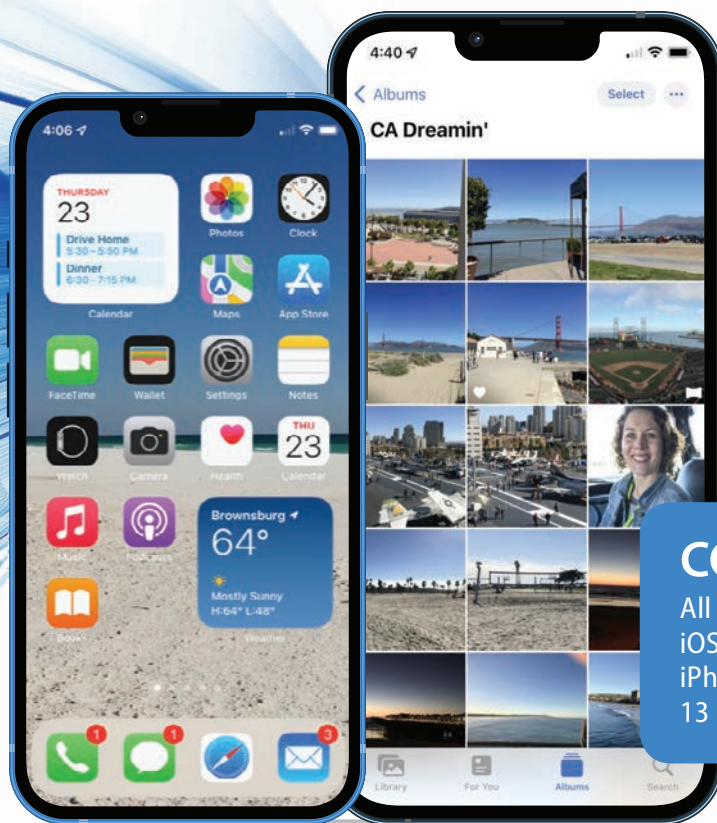 4:06
THURSDAY
23
Drive Home
5:30–5:50 PM
Dinner
6:30–7:15 PM
Calendar
Photos
Clock
Maps
App Store
FaceTime
Wallet
Settings
Notes
Watch
Camera
Health
THU
23
Calendar
Music
Podcasts
Books
Brownsburg
64°
Mostly Sunny
H:64° L:48°
Weather
1
1
3
4:40
Albums
Select
CA Dreamin'
Library
For You
Albums
Search
All
iOS
13